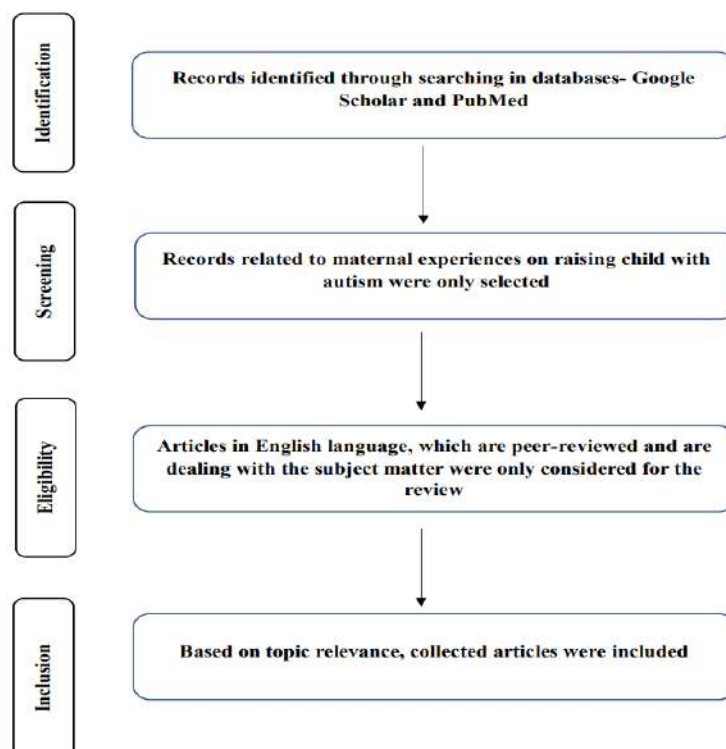 Identification
Records identified through searching in databases- Google
Scholar and PubMed
Screening
Records related to maternal experiences on raising child with
autism were only selected
Eligibility
Articles in English language, which are peer-reviewed and are
dealing with the subject matter were only considered for the
review
Inclusion
Based on topic relevance, collected articles were included